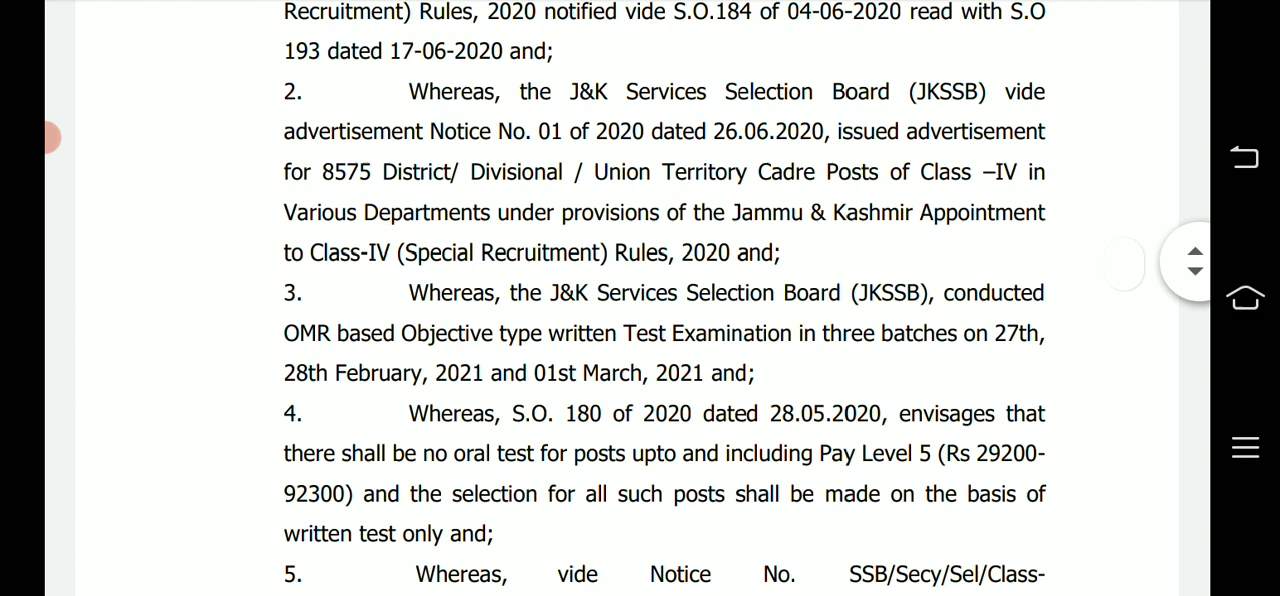 Recruitment) Rules, 2020 notified vide S.O.184 of 04-06-2020 read with S.O
193 dated 17-06-2020 and;
2. Whereas, the J&K Services Selection Board (JKSSB) vide
advertisement Notice No. 01 of 2020 dated 26.06.2020, issued advertisement
for 8575 District/ Divisional / Union Territory Cadre Posts of Class –IV in
Various Departments under provisions of the Jammu & Kashmir Appointment
to Class-IV (Special Recruitment) Rules, 2020 and;
3. Whereas, the J&K Services Selection Board (JKSSB), conducted
OMR based Objective type written Test Examination in three batches on 27th,
28th February, 2021 and 01st March, 2021 and;
4. Whereas, S.O. 180 of 2020 dated 28.05.2020, envisages that
there shall be no oral test for posts upto and including Pay Level 5 (Rs 29200-
92300) and the selection for all such posts shall be made on the basis of
written test only and;
5. Whereas, vide Notice No. SSB/Secy/Sel/Class-